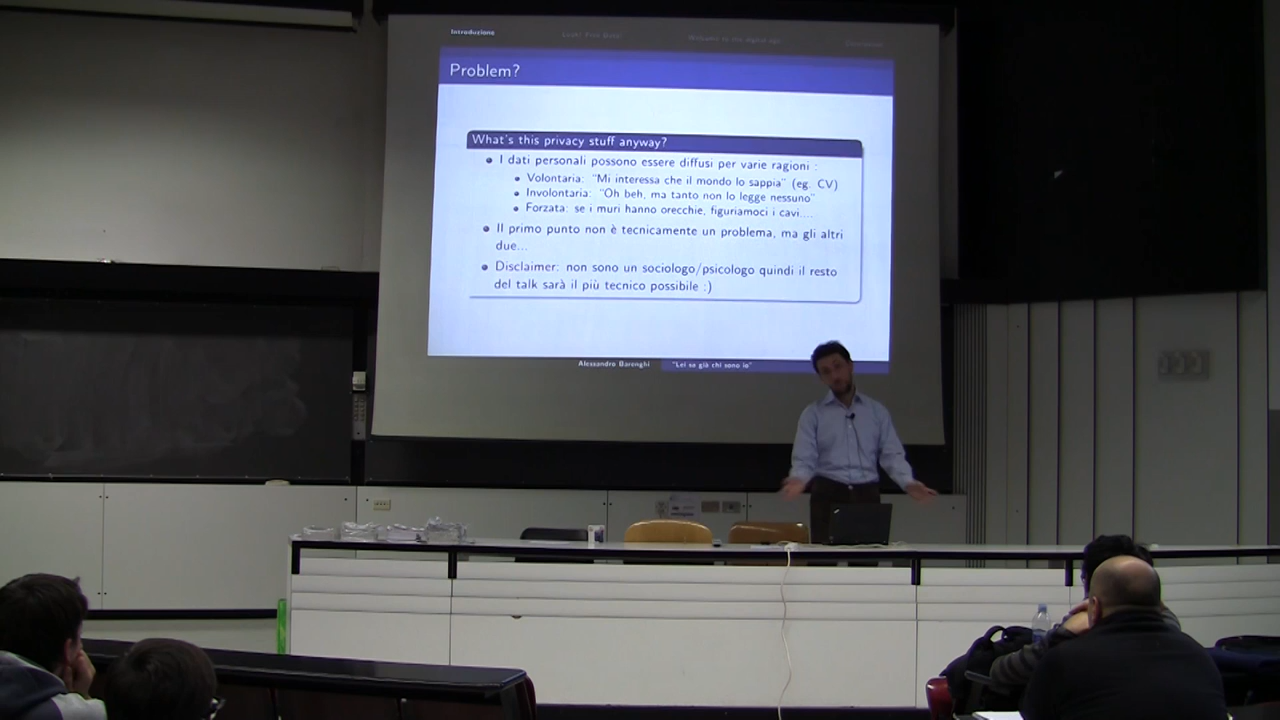 Introduzione
Problem?
What's this privacy stuff anyway?
I dati personali possono essere diffusi per varie ragioni :
Volontaria: "Mi interessa che il mondo lo sappia" (eg. CV)
Involontaria: "Oh beh, ma tanto non lo legge nessuno"
Forzata: se i muri hanno orecchie, figuriamoci i cavi....
Il primo punto non è tecnicamente un problema, ma gli altri
due...
Disclaimer: non sono un sociologo/psicologo quindi il resto
del talk sarà il più tecnico possibile :)
Alessandro Barenghi "Lei sa già chi sono io"